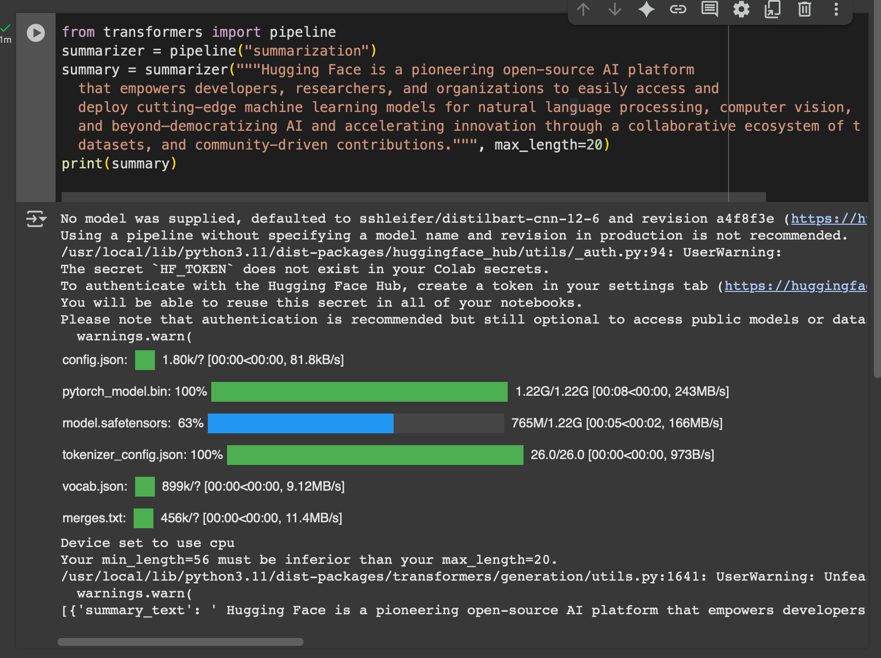 1m
from transformers import pipeline
summarizer = pipeline("summarization")
summary = summarizer("""Hugging Face is a pioneering open-source AI platform
that empowers developers, researchers, and organizations to easily access and
deploy cutting-edge machine learning models for natural language processing, computer vision,
and beyond—democratizing AI and accelerating innovation through a collaborative ecosystem of t
datasets, and community-driven contributions.""", max_length=20)
print(summary)
No model was supplied, defaulted to sshleifer/distilbart-cnn-12-6 and revision a4f8f3e (https://h
Using a pipeline without specifying a model name and revision in production is not recommended.
/usr/local/lib/python3.11/dist-packages/huggingface_hub/utils/_auth.py:94: UserWarning:
The secret `HF_TOKEN` does not exist in your Colab secrets.
To authenticate with the Hugging Face Hub, create a token in your settings tab (https://huggingfa
You will be able to reuse this secret in all of your notebooks.
Please note that authentication is recommended but still optional to access public models or data
warnings.warn(
config.json: 1.80k/? [00:00<00:00, 81.8kB/s]
pytorch_model.bin: 100% 1.22G/1.22G [00:08<00:00, 243MB/s]
model.safetensors: 63% 765M/1.22G [00:05<00:02, 166MB/s]
tokenizer_config.json: 100% 26.0/26.0 [00:00<00:00, 973B/s]
vocab.json: 899k/? [00:00<00:00, 9.12MB/s]
merges.txt: 456k/? [00:00<00:00, 11.4MB/s]
Device set to use cpu
Your min_length=56 must be inferior than your max_length=20.
/usr/local/lib/python3.11/dist-packages/transformers/generation/utils.py:1641: UserWarning: Unfea
warnings.warn(
[{'summary_text': ' Hugging Face is a pioneering open-source AI platform that empowers developers